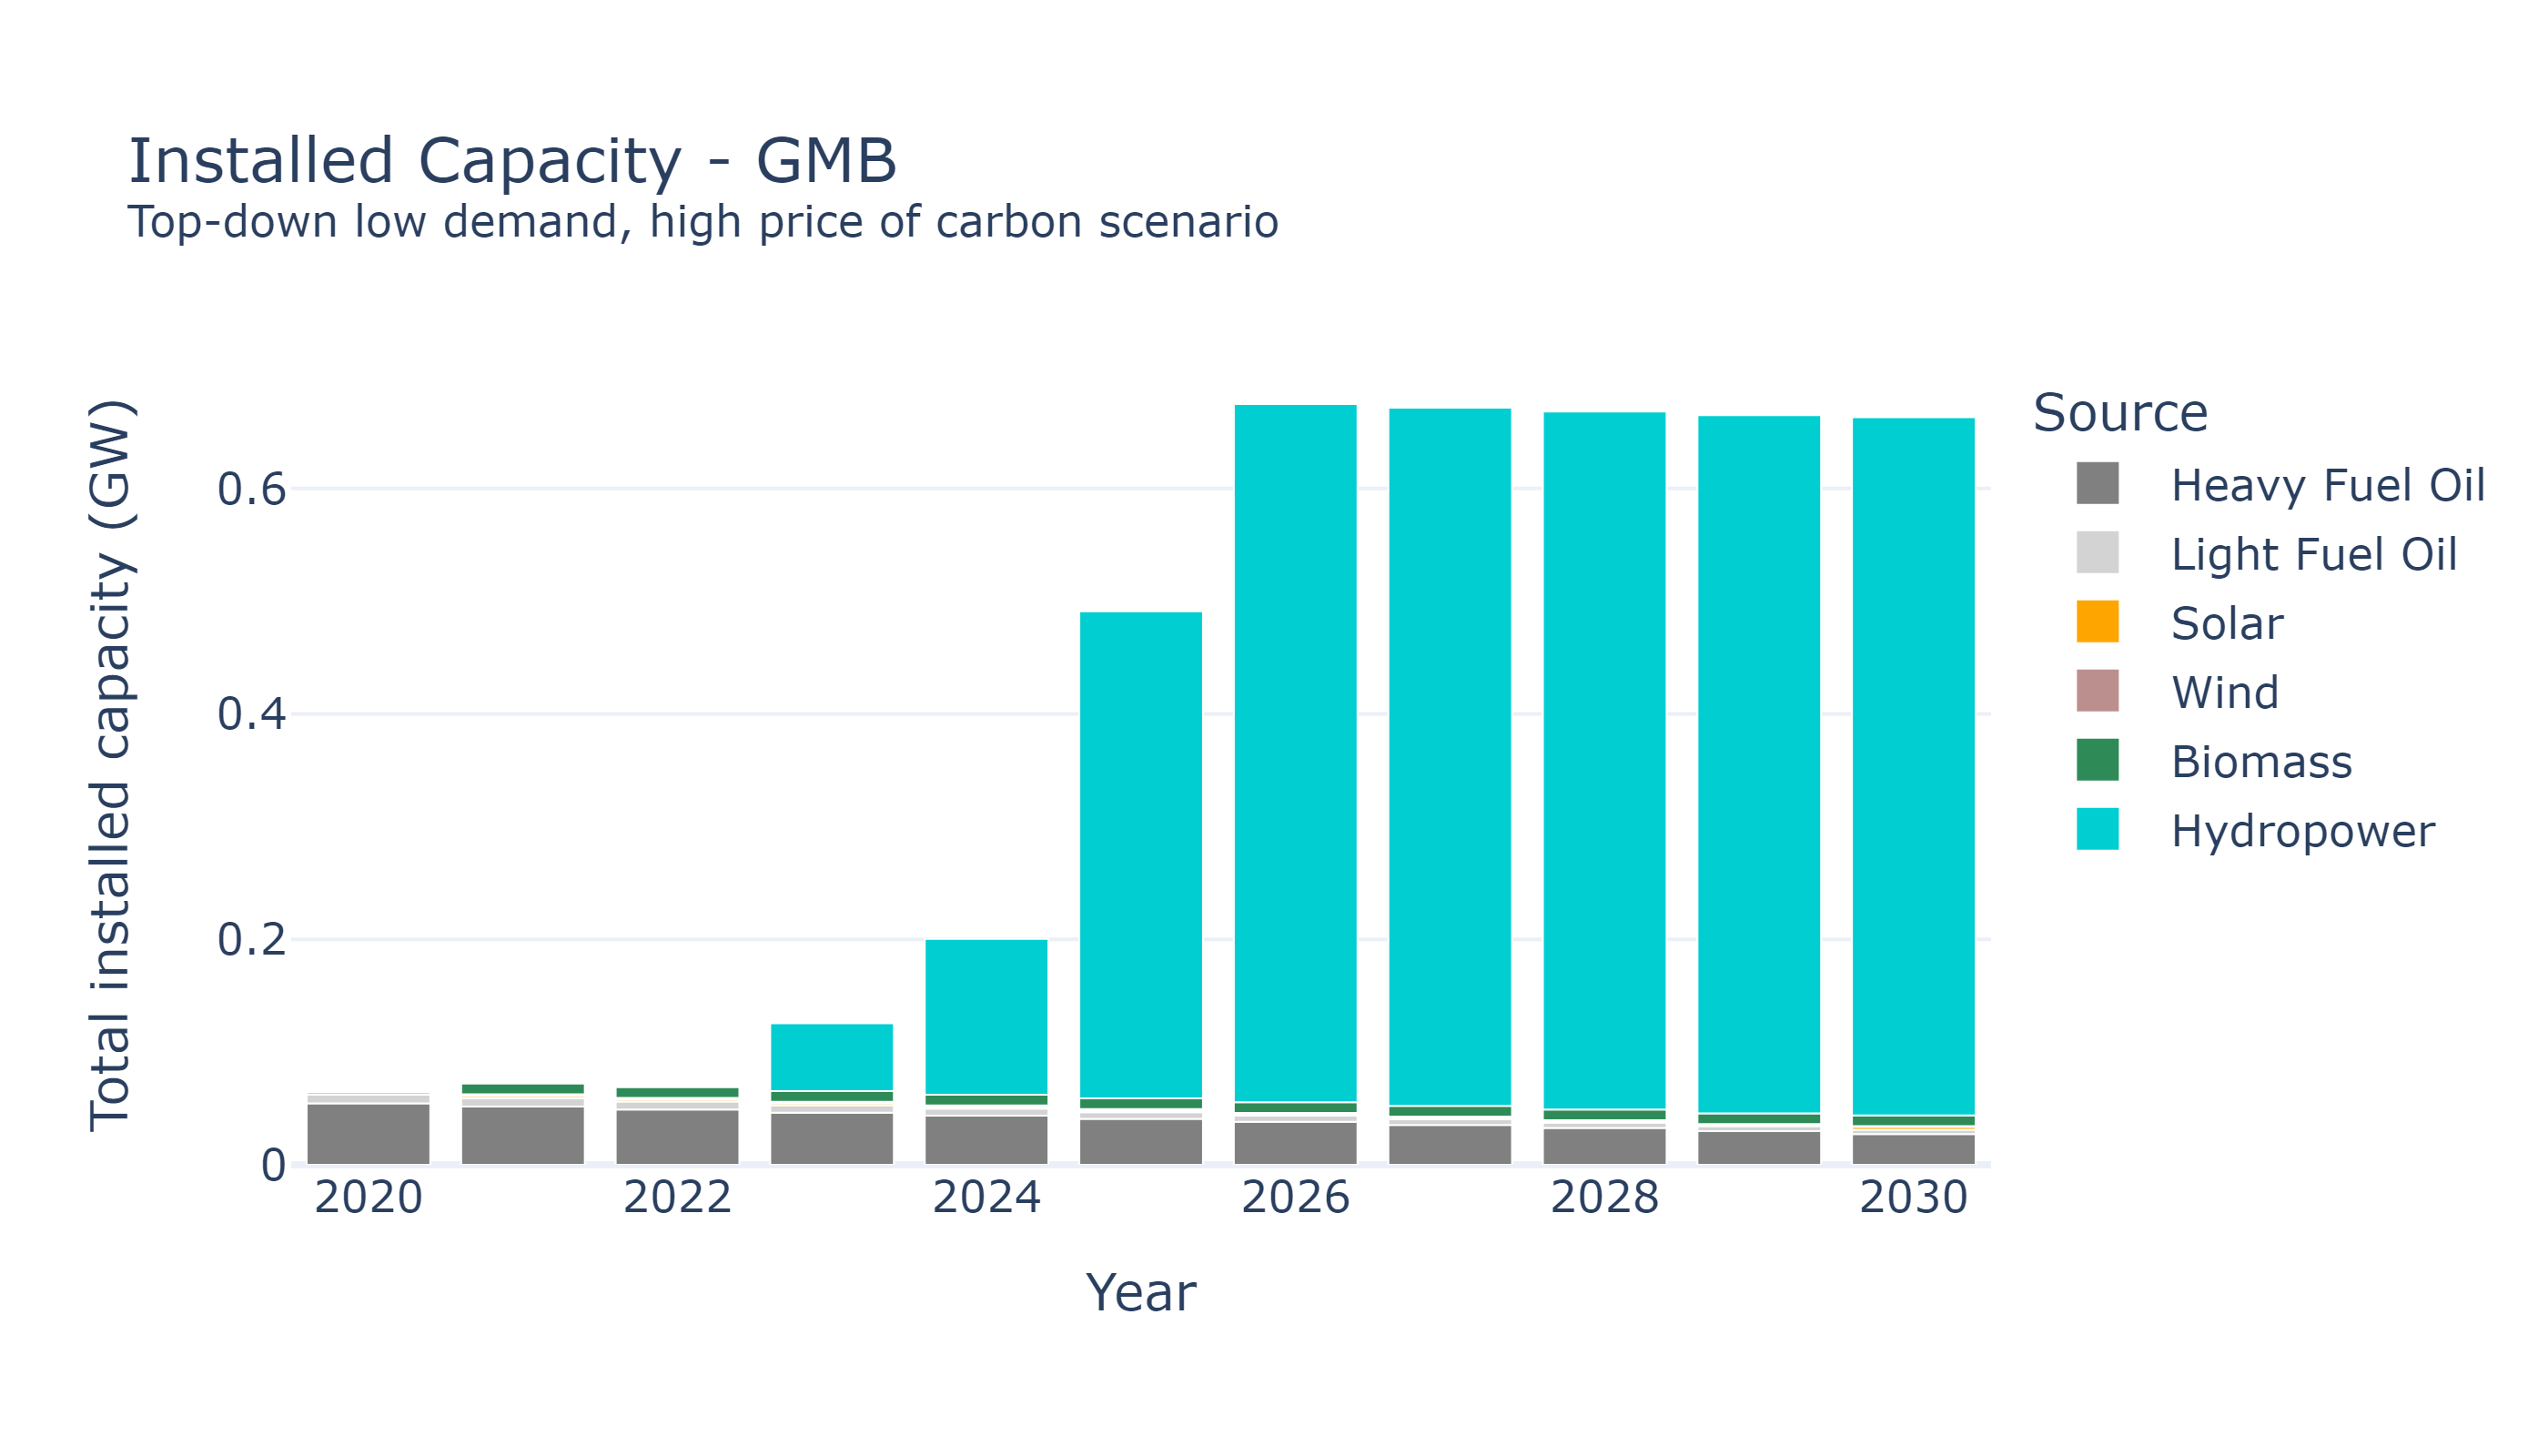 Installed Capacity - GMB
Top-down low demand, high price of carbon scenario
Total installed capacity (GW)
0.6
0.4
0.2
0
2020
2022
2024
2026
2028
2030
Year
Source
Heavy Fuel Oil
Light Fuel Oil
Solar
Wind
Biomass
Hydropower